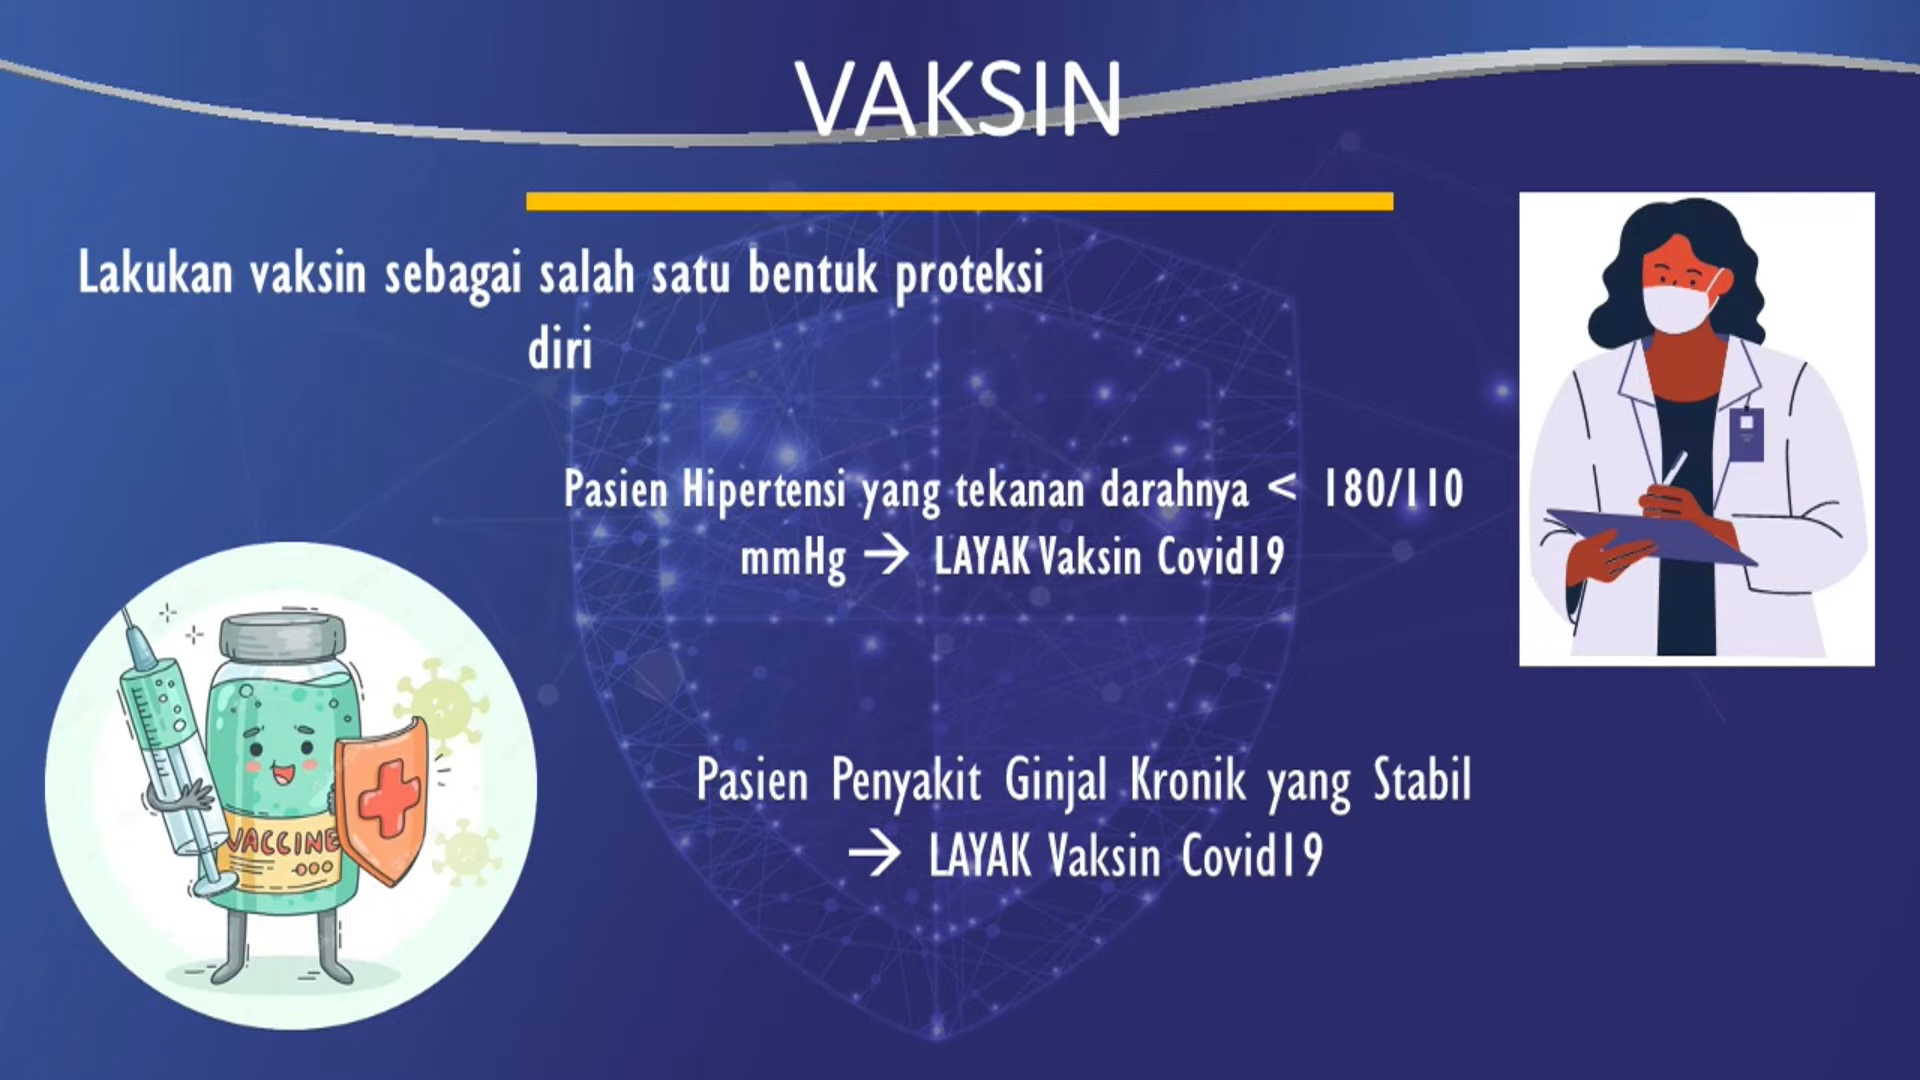 VAKSIN
Lakukan vaksin sebagai salah satu bentuk proteksi
diri
Pasien Hipertensi yang tekanan darahnya < 180/110
mmHg → LAYAK Vaksin Covid19
Pasien Penyakit Ginjal Kronik yang Stabil
→ LAYAK Vaksin Covid19
VACCINE